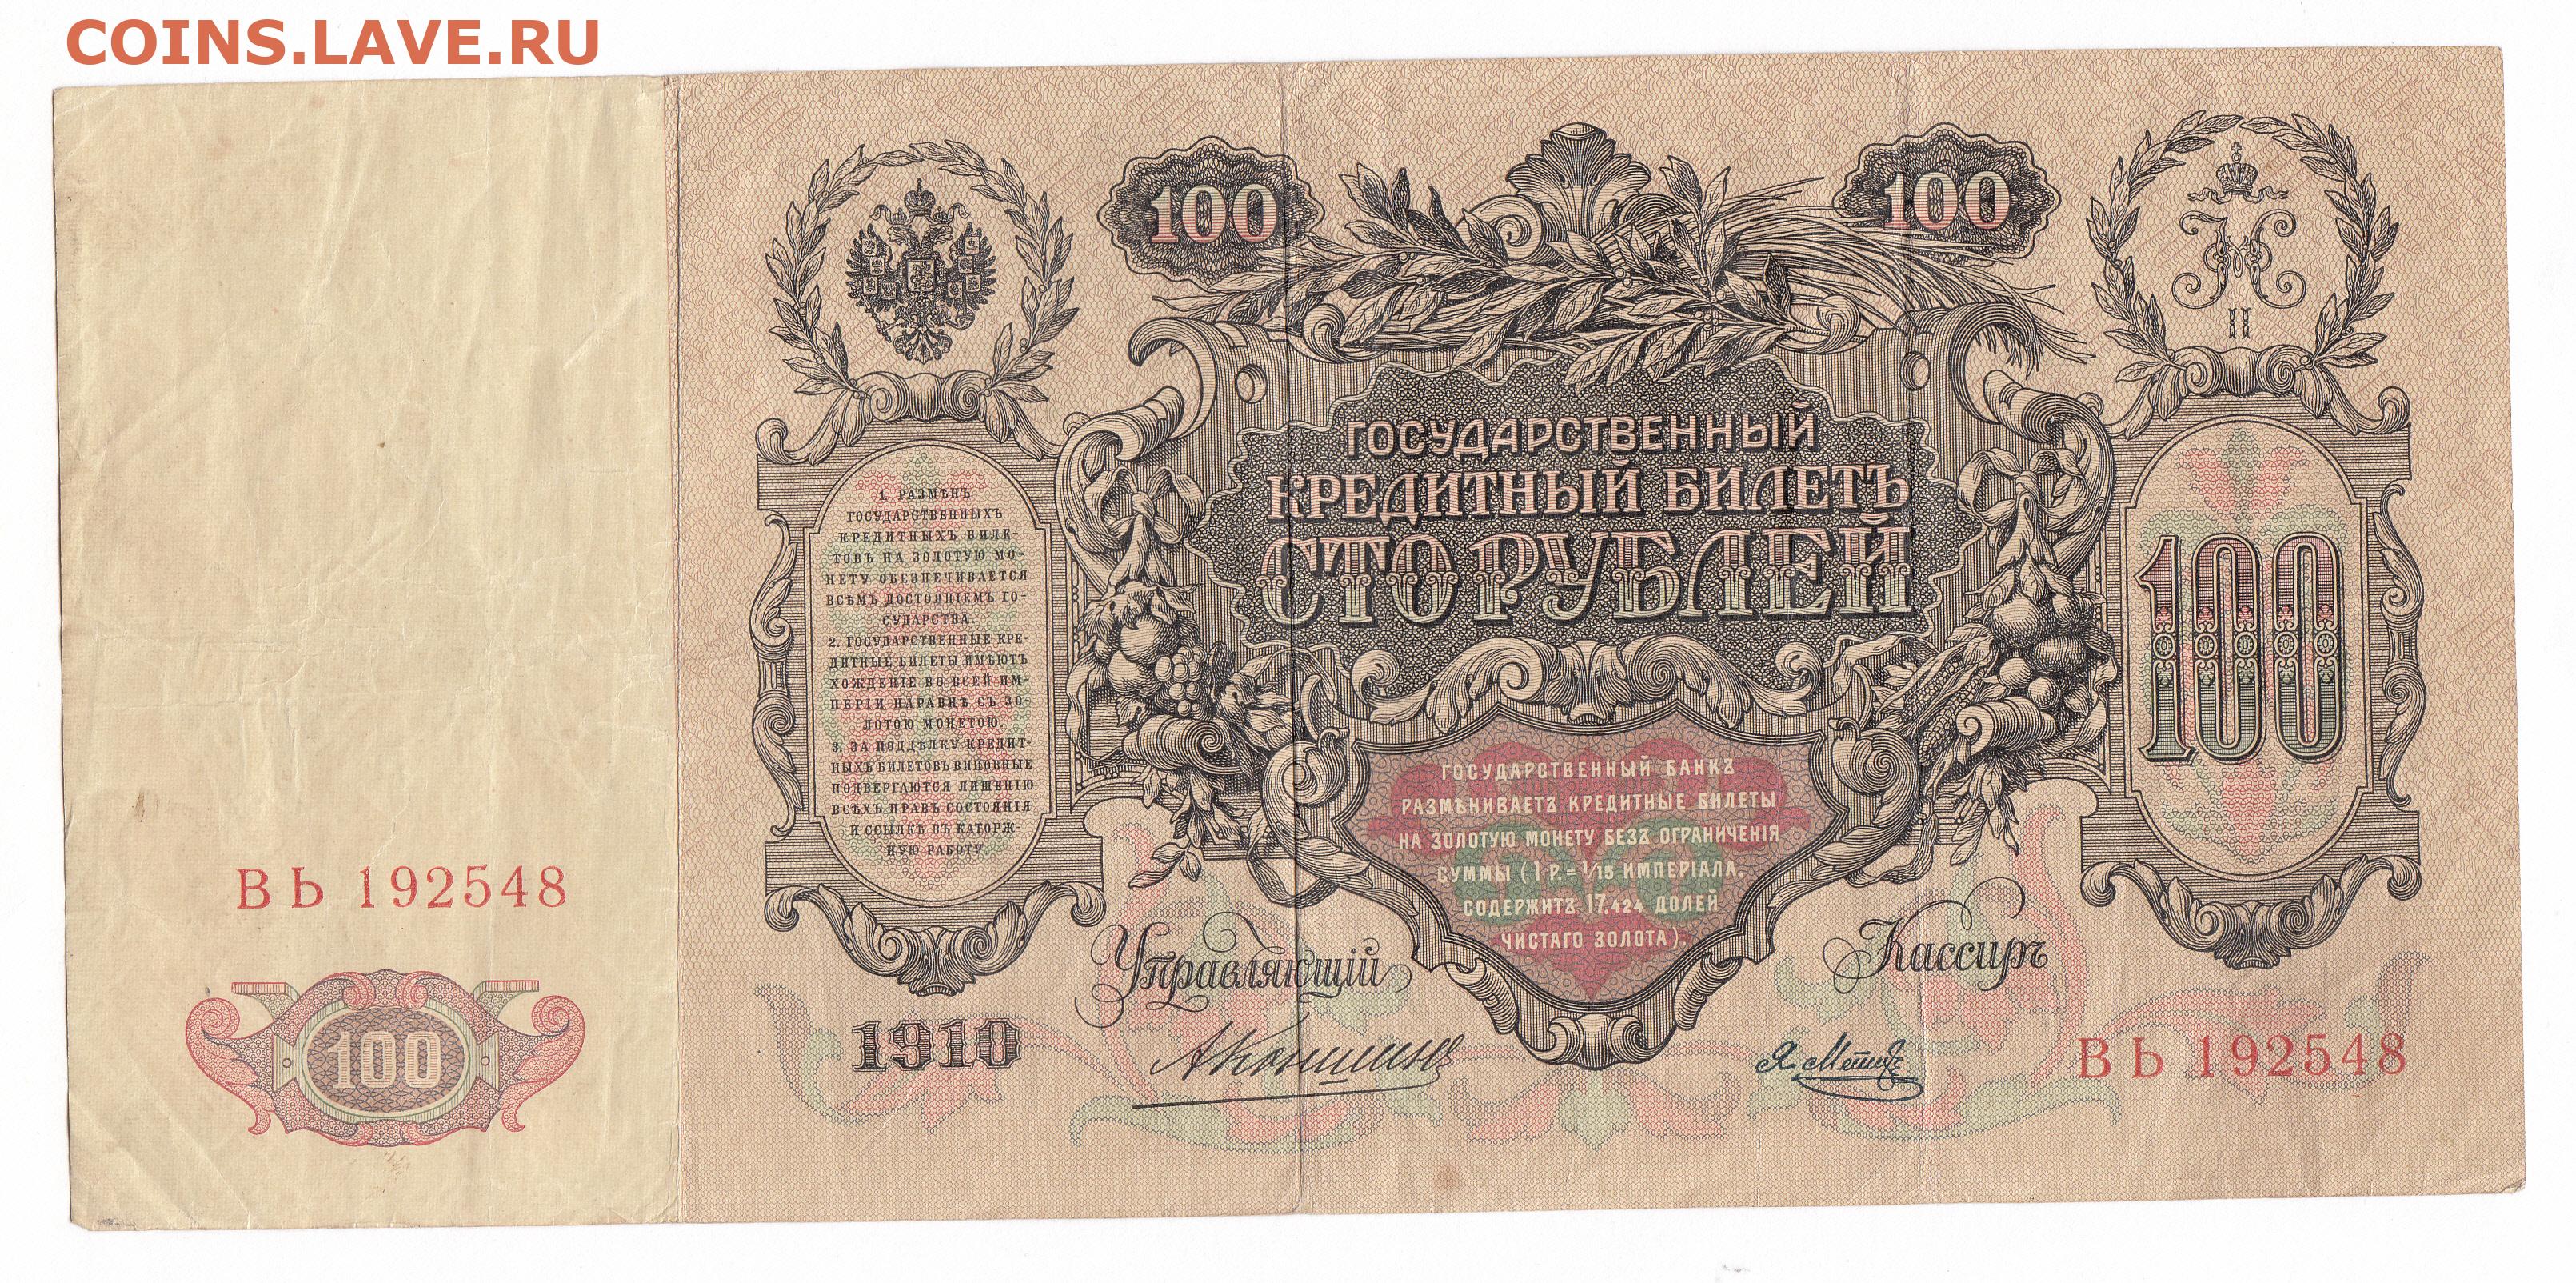 COINS.LAVE.RU
100
100
Н
II
ГОСУДАРСТВЕННЫЙ
КРЕДИТНЫЙ БИЛЕТЪ
СТО РУБЛЕЙ
1. РАЗМѢНЪ
ГОСУДАРСТВЕННЫХЪ
КРЕДИТНЫХЪ БИЛЕ-
ТОВЪ НА ЗОЛОТУЮ МО-
НЕТУ ОБЕЗПЕЧИВАЕТСЯ
ВСѢМЪ ДОСТОЯНІЕМЪ ГО-
СУДАРСТВА.
2. ГОСУДАРСТВЕННЫЕ КРЕ-
ДИТНЫЕ БИЛЕТЫ ИМѢЮТЪ
ХОЖДЕНІЕ ВО ВСЕЙ ИМ-
ПЕРІИ НАРАВНѢ СЪ ЗО-
ЛОТОЮ МОНЕТОЮ.
3. ЗА ПОДДѢЛКУ КРЕДИТ-
НЫХЪ БИЛЕТОВЪ ВИНОВНЫЕ
ПОДВЕРГАЮТСЯ ЛИШЕНІЮ
ВСѢХЪ ПРАВЪ СОСТОЯНІЯ
И ССЫЛКѢ ВЪ КАТОРЖ-
НУЮ РАБОТУ.
100
ГОСУДАРСТВЕННЫЙ БАНКЪ
РАЗМѢНИВАЕТЪ КРЕДИТНЫЕ БИЛЕТЫ
НА ЗОЛОТУЮ МОНЕТУ БЕЗЪ ОГРАНИЧЕНІЯ
СУММЫ (1 Р.=1/15 ИМПЕРІАЛА,
СОДЕРЖИТЪ 17,424 ДОЛЕЙ
ЧИСТАГО ЗОЛОТА).
ВЬ 192548
100
Управляющій
Кассиръ
1910
АКоншинъ
Я. Метцъ
ВЬ 192548